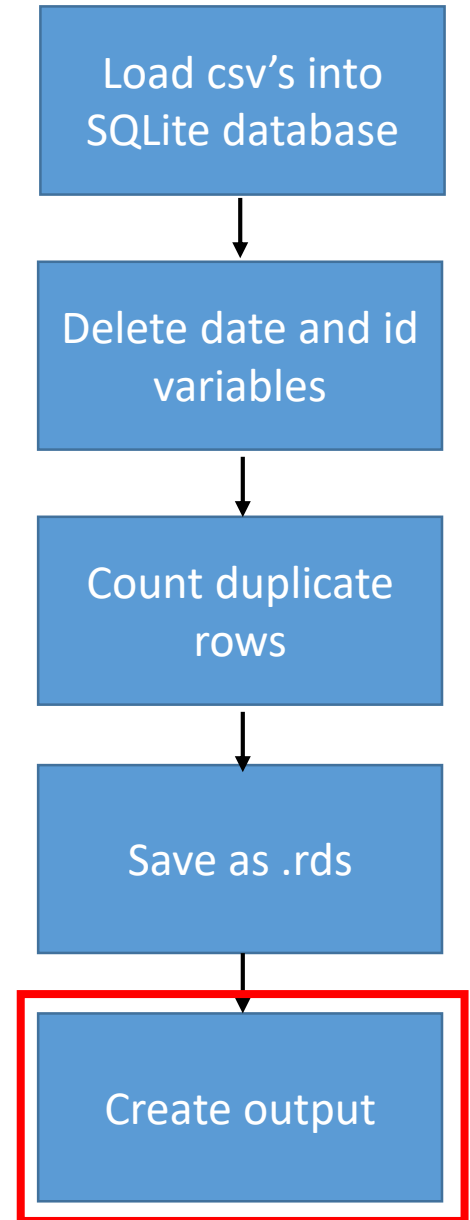 Load csv’s into
SQLite database
Delete date and id
variables
Count duplicate
rows
Save as .rds
Create output